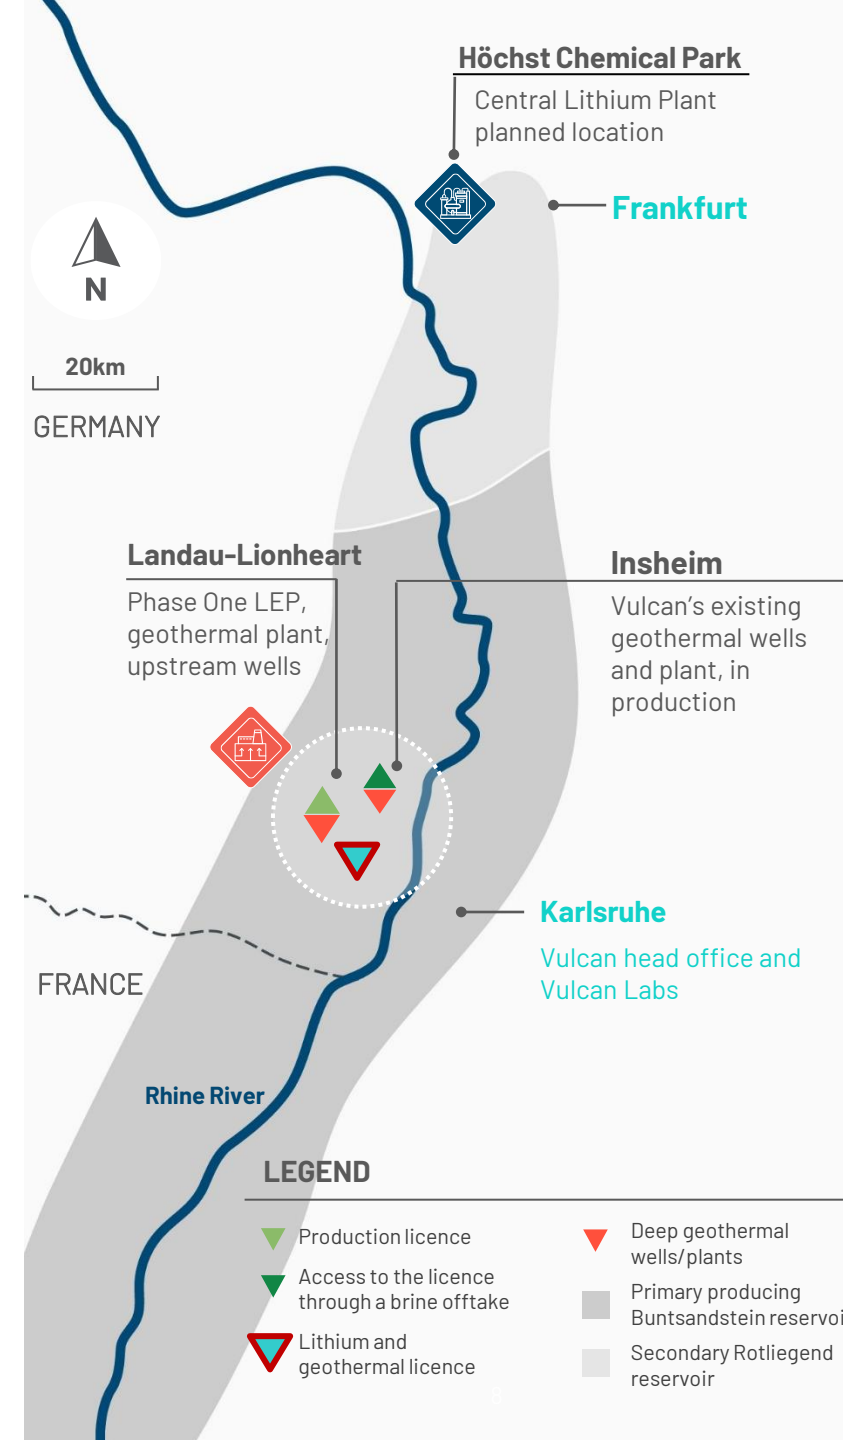 Höchst Chemical Park
Central Lithium Plant
planned location
Frankfurt
N
20km
GERMANY
Landau-Lionheart
Phase One LEP,
geothermal plant,
upstream wells
Insheim
Vulcan's existing
geothermal wells
and plant, in
production
Karlsruhe
Vulcan head office and
Vulcan Labs
FRANCE
Rhine River
LEGEND
Production licence
Access to the licence
through a brine offtake
Lithium and
geothermal licence
Deep geothermal
wells/plants
Primary producing
Buntsandstein reservoi
Secondary Rotliegend
reservoir